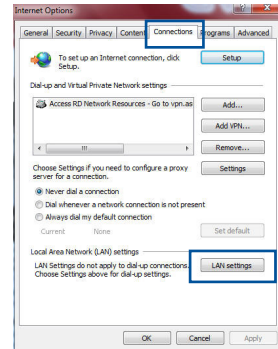 Internet Options
General Security Privacy Content Connections Programs Advanced
To set up an Internet connection, click Setup.
Setup
Dial-up and Virtual Private Network settings
Access RD Network Resources - Go to vpn.as
Add...
Add VPN...
Remove...
Choose Settings if you need to configure a proxy
server for a connection.
Settings
Never dial a connection
Dial whenever a network connection is not present
Always dial my default connection
Current None
Set default
Local Area Network (LAN) settings
LAN Settings do not apply to dial-up connections.
Choose Settings above for dial-up settings.
LAN settings
OK Cancel Apply